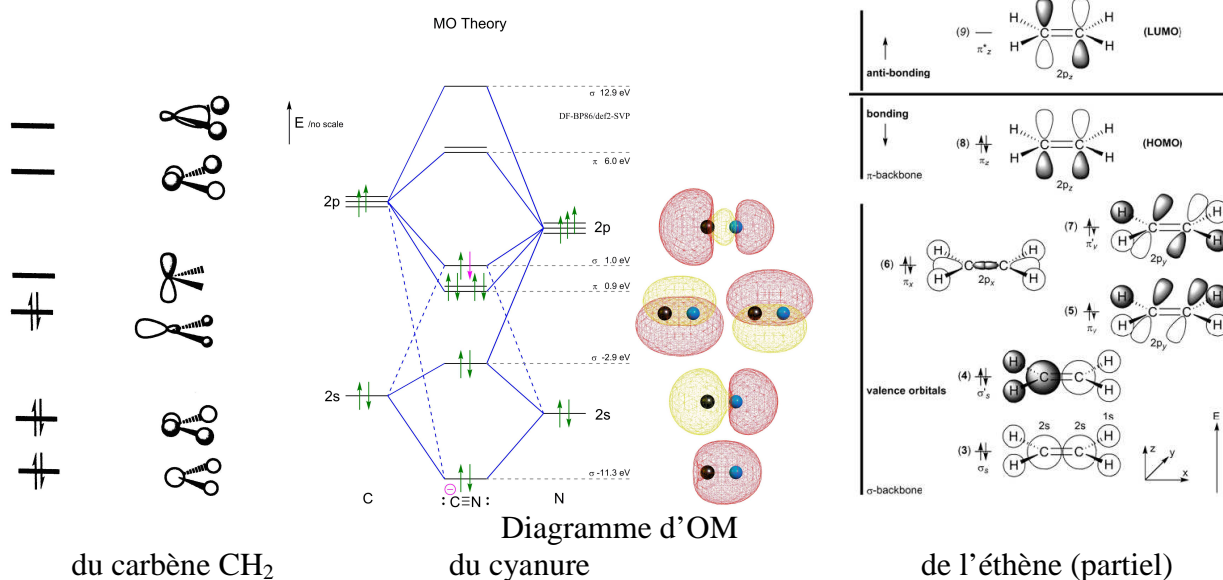 MO Theory
E /no scale
σ 12.9 eV
DF-BP86/def2-SVP
π 6.0 eV
2p
2p
σ 1.0 eV
π 0.9 eV
σ -2.9 eV
2s
2s
σ -11.3 eV
C
:C≡N:
⊖
N
(9)
π*z
H
H
C
C
H
H
2pz
(LUMO)
anti-bonding
bonding
(8)
πz
H
H
C
C
H
H
2pz
(HOMO)
π-backbone
(7)
π'y
H
H
C
C
H
H
2py
(6)
πx
H
H
C
C
H
H
2px
(5)
πy
H
H
C
C
H
H
2py
(4)
σ's
H
H
C
C
H
H
valence orbitals
1s
2s
2s
(3)
σs
H
H
C
C
H
H
z
y
x
E
σ-backbone
Diagramme d’OM
du carbène CH₂
du cyanure
de l’éthène (partiel)